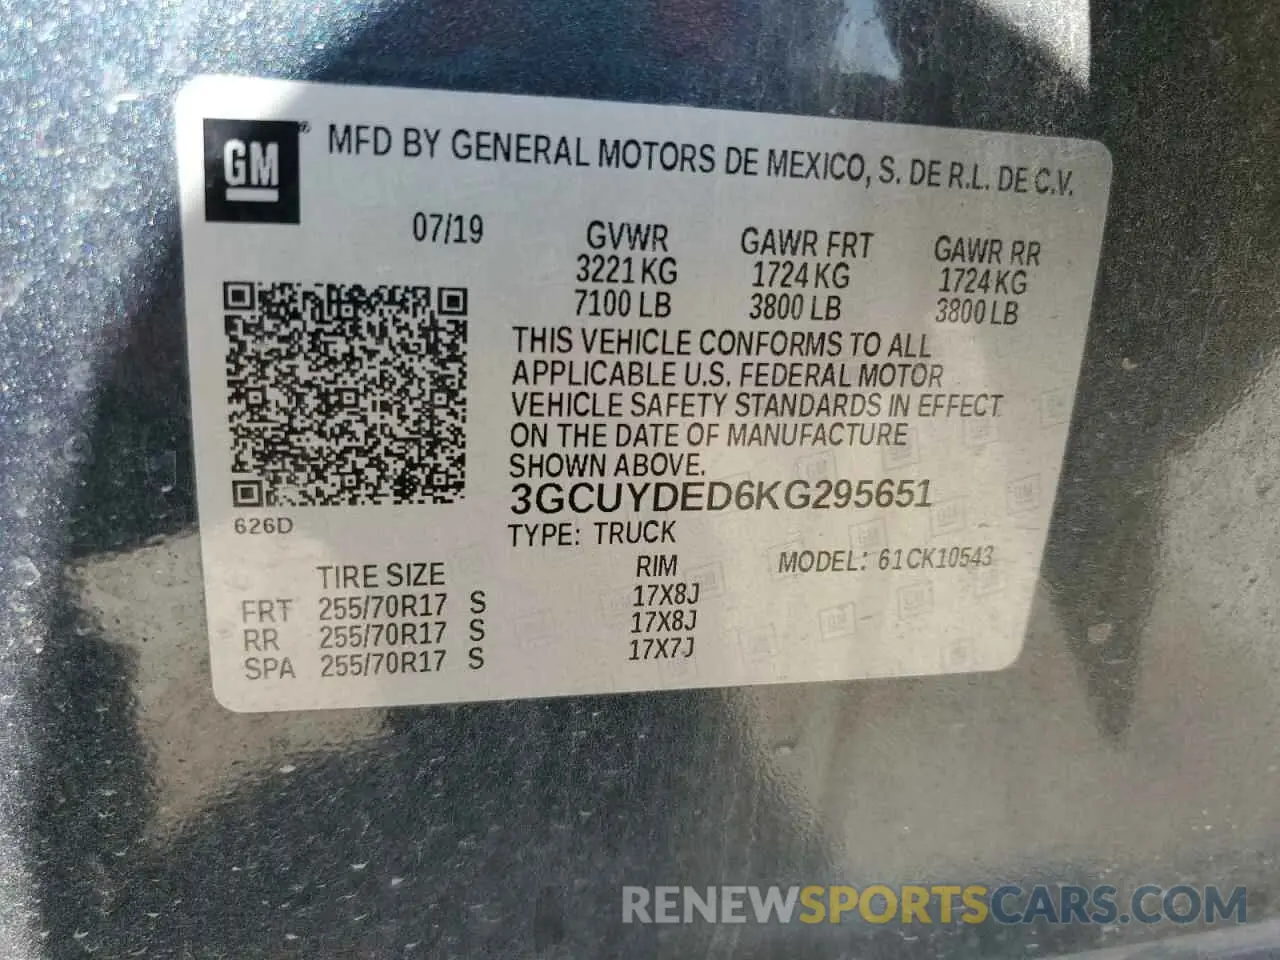 GM ® MFD BY GENERAL MOTORS DE MEXICO, S. DE R.L. DE C.V.
07/19 GVWR GAWR FRT GAWR RR
3221 KG 1724 KG 1724 KG
7100 LB 3800 LB 3800 LB
THIS VEHICLE CONFORMS TO ALL
APPLICABLE U.S. FEDERAL MOTOR
VEHICLE SAFETY STANDARDS IN EFFECT
ON THE DATE OF MANUFACTURE
SHOWN ABOVE.
3GCUYDED6KG295651
626D
TYPE: TRUCK
MODEL: 61CK10543
TIRE SIZE RIM
FRT 255/70R17 S 17X8J
RR 255/70R17 S 17X8J
SPA 255/70R17 S 17X7J
RENEWSPORTSCARS.COM